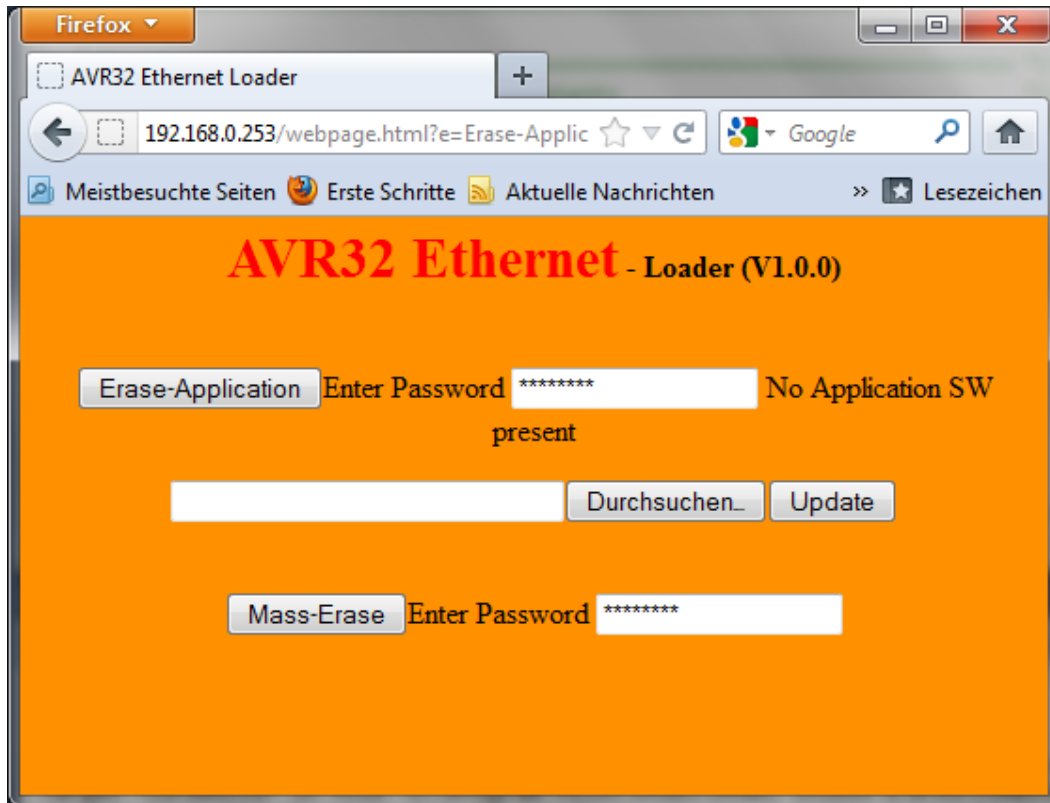 Firefox
AVR32 Ethernet Loader
192.168.0.253/webpage.html?e=Erase-Applic Google
Meistbesuchte Seiten Erste Schritte Aktuelle Nachrichten » Lesezeichen
AVR32 Ethernet - Loader (V1.0.0)
Erase-Application Enter Password ******** No Application SW
present
Durchsuchen... Update
Mass-Erase Enter Password ********